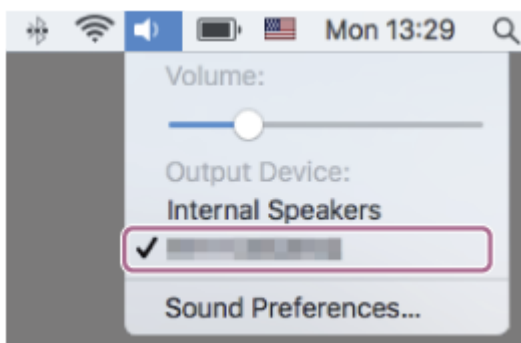 Mon 13:29
Volume:
Output Device:
Internal Speakers
Sound Preferences...